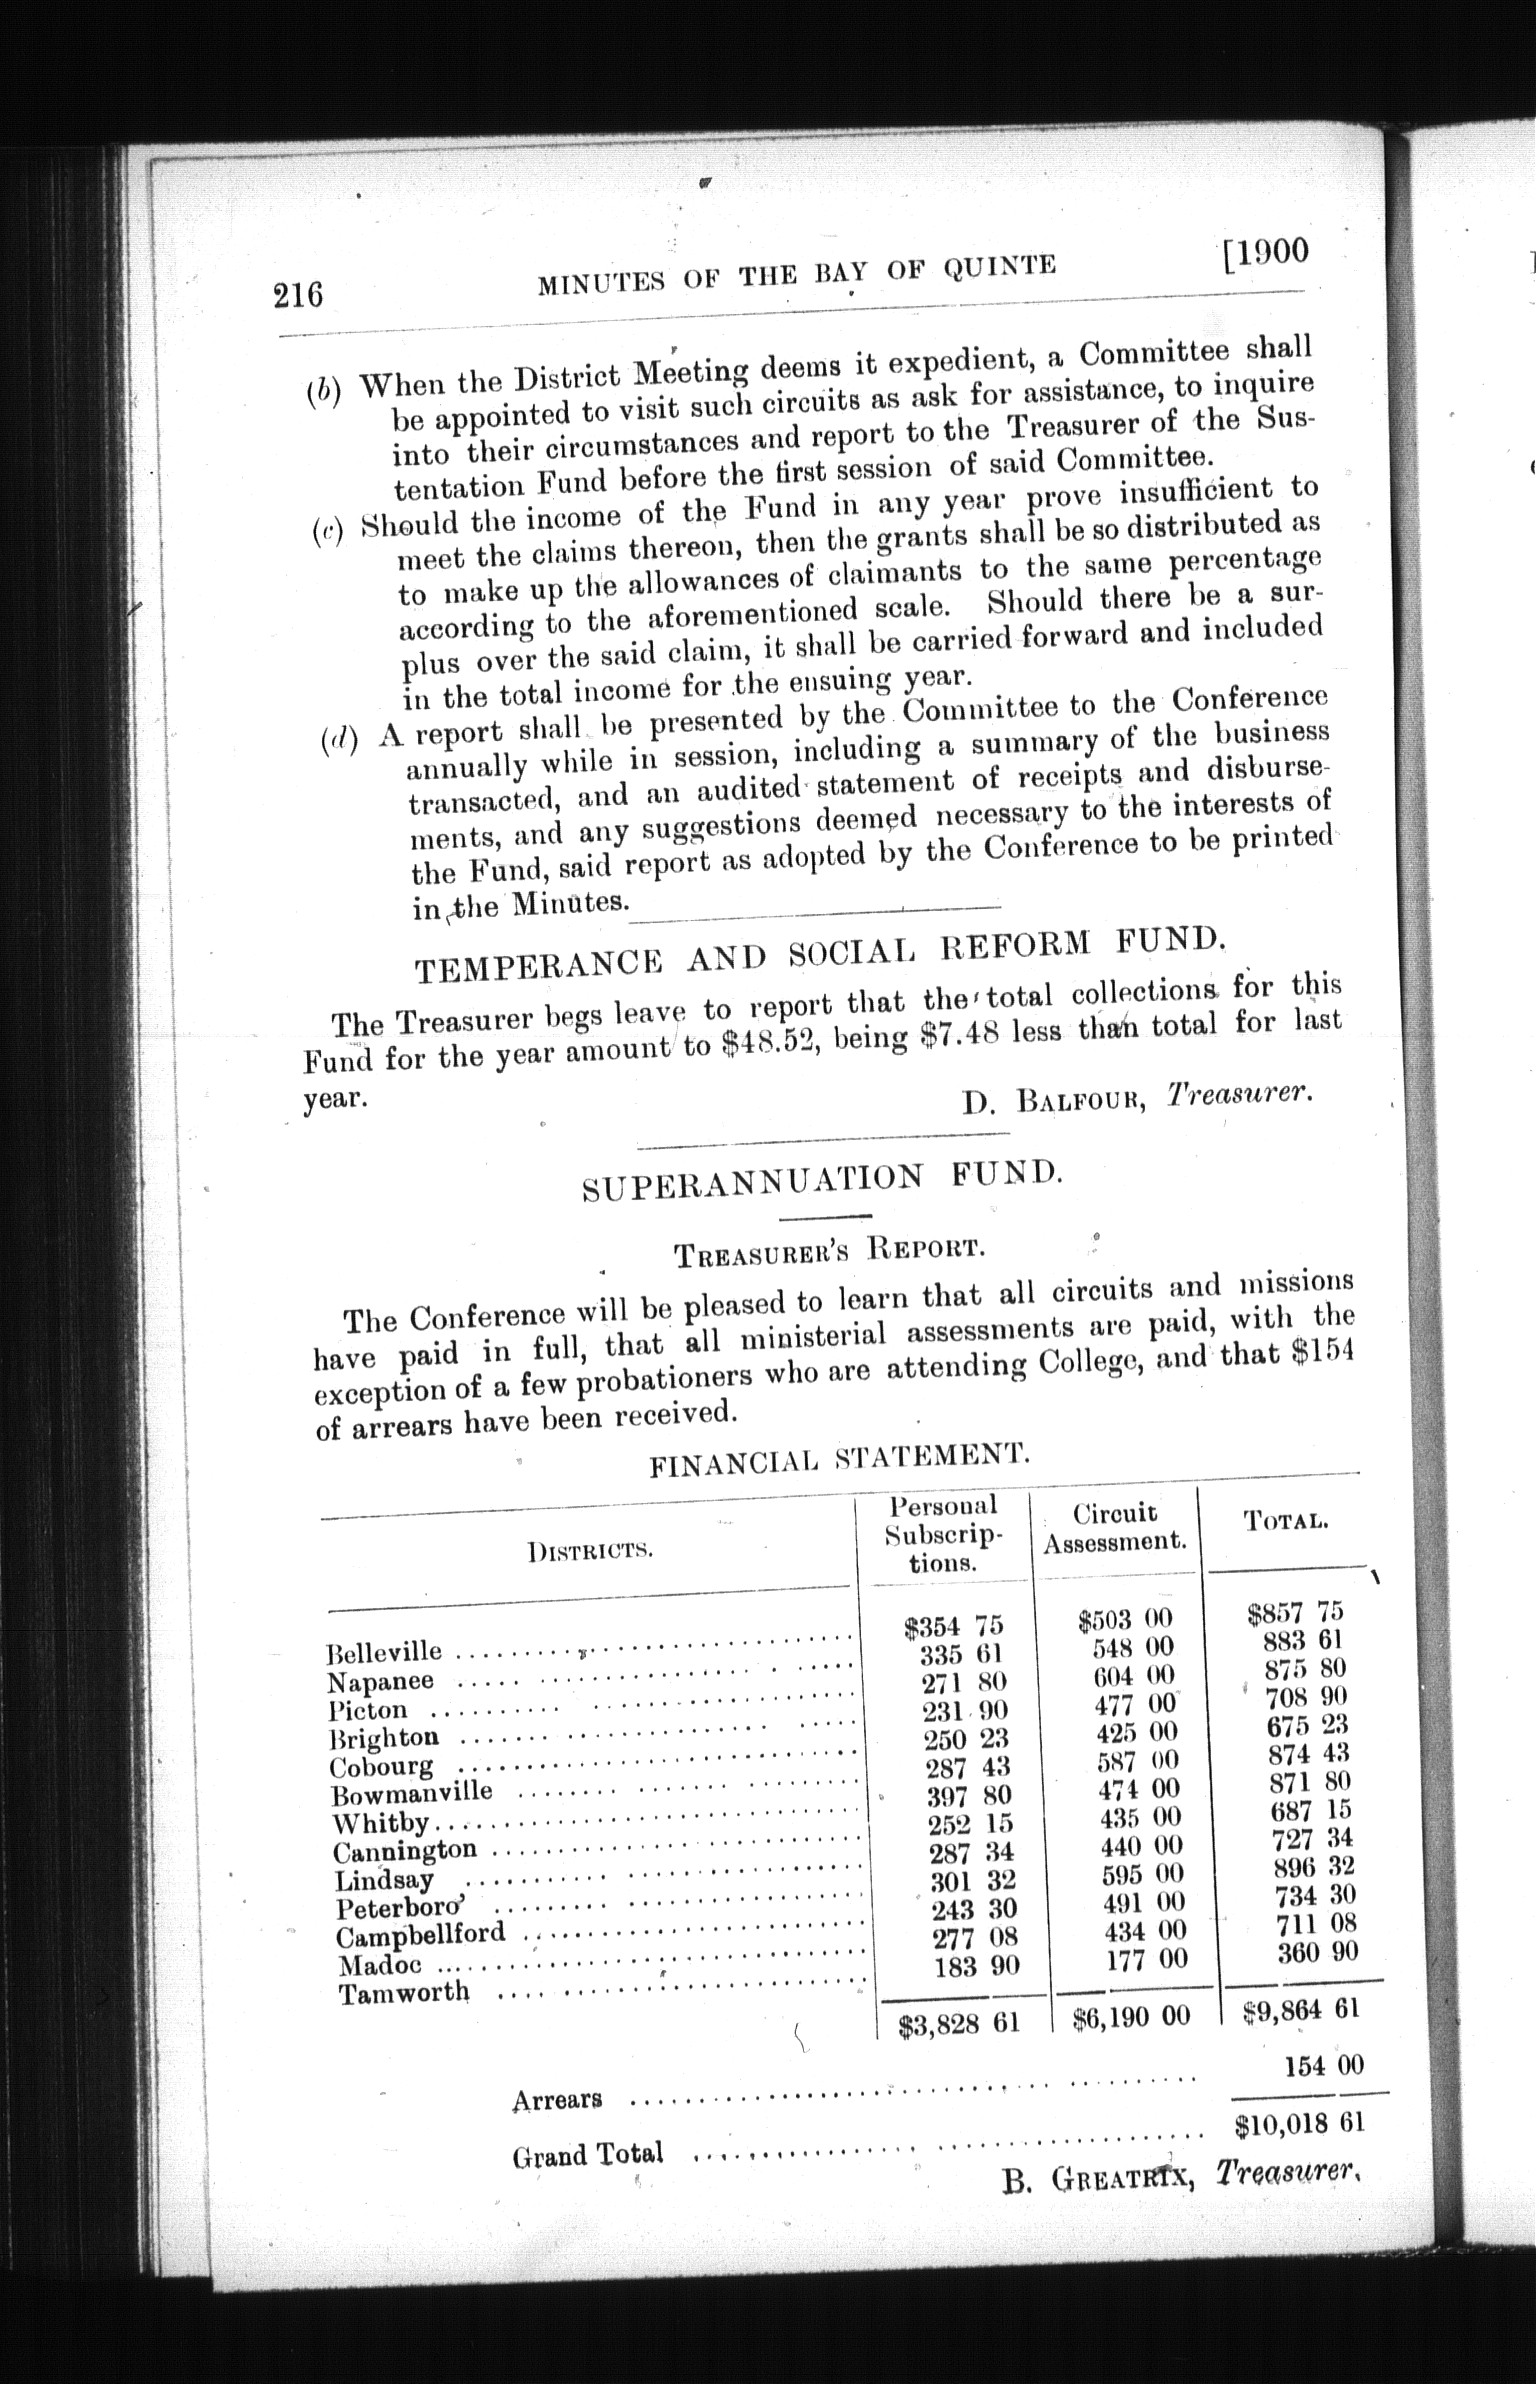 216 MINUTES OF THE BAY OF QUINTE [1900
(b) When the District Meeting deems it expedient, a Committee shall
be appointed to visit such circuits as ask for assistance, to inquire
into their circumstances and report to the Treasurer of the Sus-
tentation Fund before the first session of said Committee.
(c) Should the income of the Fund in any year prove insufficient to
meet the claims thereon, then the grants shall be so distributed as
to make up the allowances of claimants to the same percentage
according to the aforementioned scale. Should there be a sur-
plus over the said claim, it shall be carried forward and included
in the total income for the ensuing year.
(d) A report shall be presented by the Committee to the Conference
annually while in session, including a summary of the business
transacted, and an audited statement of receipts and disburse-
ments, and any suggestions deemed necessary to the interests of
the Fund, said report as adopted by the Conference to be printed
in the Minutes.
TEMPERANCE AND SOCIAL REFORM FUND.
The Treasurer begs leave to report that the total collections for this
Fund for the year amount to $48.52, being $7.48 less than total for last
year.
D. BALFOUR, Treasurer.
SUPERANNUATION FUND.
TREASURER'S REPORT.
The Conference will be pleased to learn that all circuits and missions
have paid in full, that all ministerial assessments are paid, with the
exception of a few probationers who are attending College, and that $154
of arrears have been received.
FINANCIAL STATEMENT.
DISTRICTS. Personal Subscrip- tions. Circuit Assessment. TOTAL.
Belleville $354 75 $503 00 $857 75
Napanee 335 61 548 00 883 61
Picton 271 80 604 00 875 80
Brighton 231 90 477 00 708 90
Cobourg 250 23 425 00 675 23
Bowmanville 287 43 587 00 874 43
Whitby 397 80 474 00 871 80
Cannington 252 15 435 00 687 15
Lindsay 287 34 440 00 727 34
Peterboro' 301 32 595 00 896 32
Campbellford 243 30 491 00 734 30
Madoc 277 08 434 00 711 08
Tamworth 183 90 177 00 360 90
$3,828 61 $6,190 00 $9,864 61
Arrears 154 00
Grand Total $10,018 61
B. GREATRIX, Treasurer.